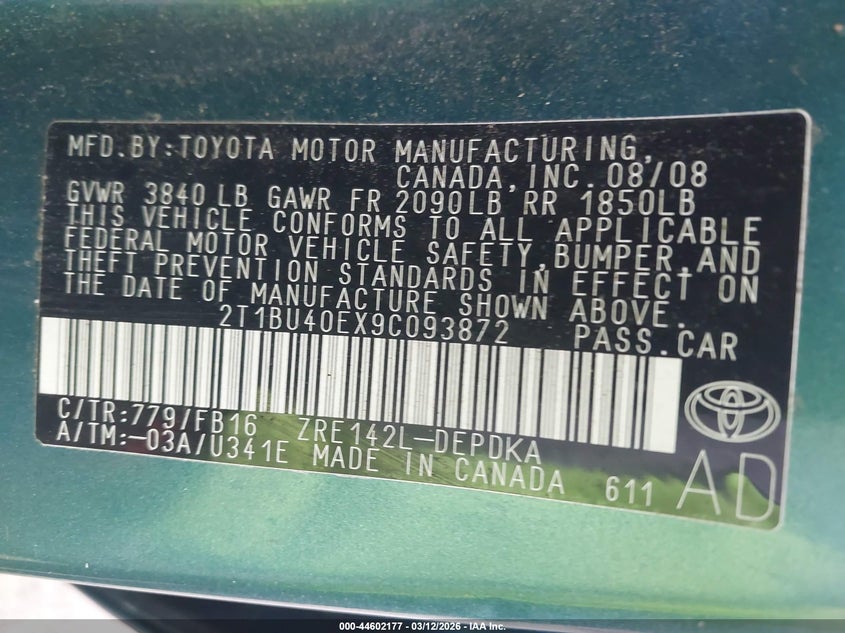 MFD.BY:TOYOTA MOTOR MANUFACTURING,
CANADA,INC. 08/08
GVWR 3840 LB GAWR FR 2090LB RR 1850LB
THIS VEHICLE CONFORMS TO ALL APPLICABLE
FEDERAL MOTOR VEHICLE SAFETY,BUMPER,AND
THEFT PREVENTION STANDARDS IN EFFECT ON
THE DATE OF MANUFACTURE SHOWN ABOVE.
2T1BU40EX9C093872 PASS.CAR
C/TR:779/FB16 ZRE142L-DEPDKA
A/TM:-03A/U341E MADE IN CANADA 611
AD
000-44602177 - 03/12/2026 - IAA Inc.